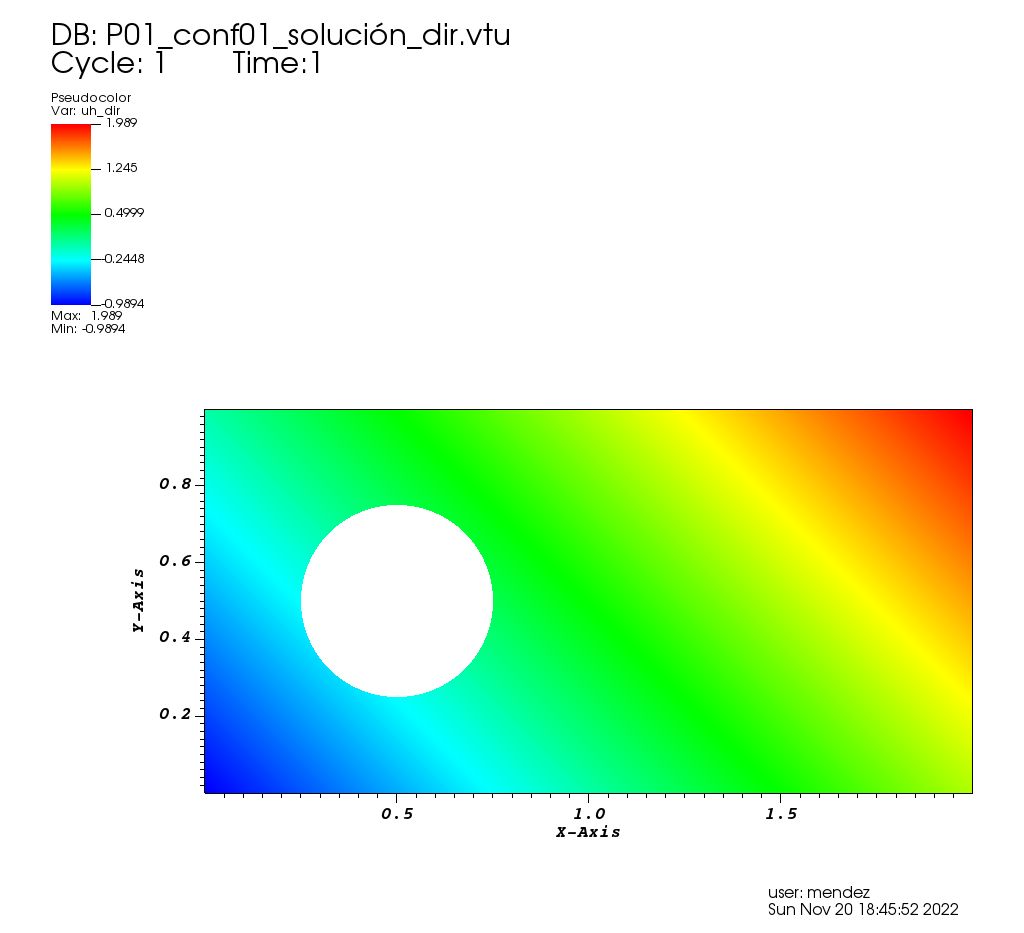 DB: P01_conf01_solución_dir.vtu
Cycle: 1 Time:1
Pseudocolor
Var: uh_dir
1.989
1.245
0.4999
-0.2448
-0.9894
Max: 1.989
Min: -0.9894
0.8
0.6
0.4
0.2
Y-Axis
0.5 1.0 1.5
X-Axis
user: mendez
Sun Nov 20 18:45:52 2022